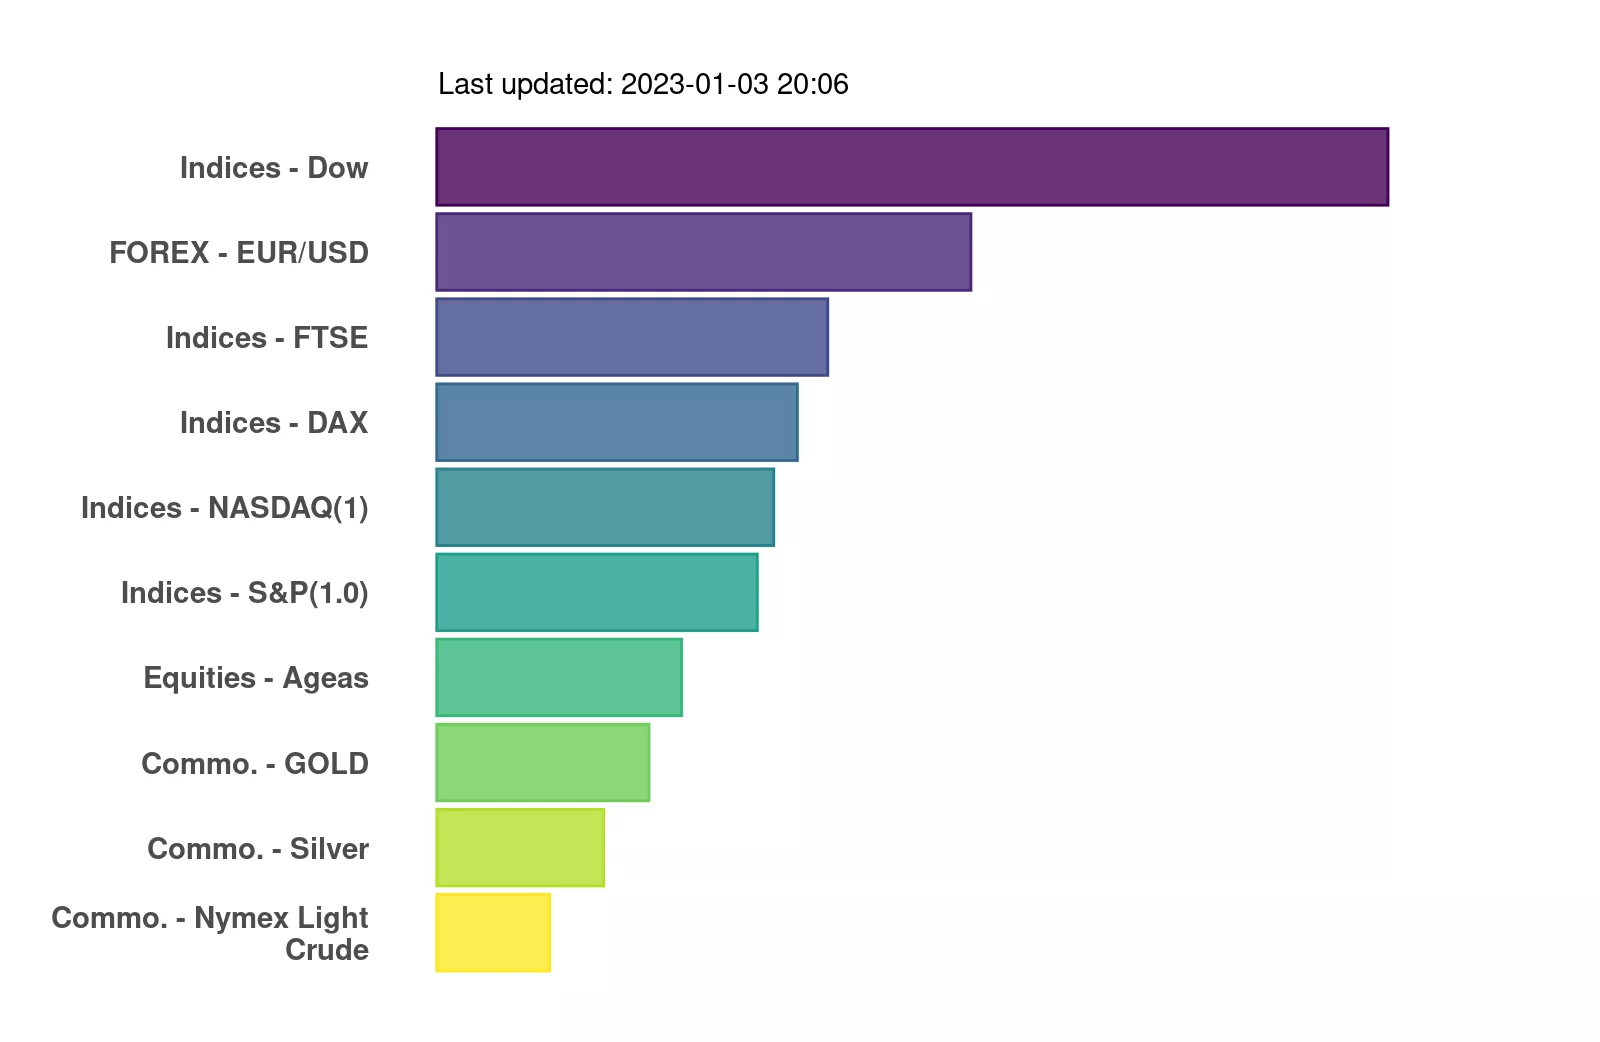 Last updated: 2023-01-03 20:06
Indices - Dow
FOREX - EUR/USD
Indices - FTSE
Indices - DAX
Indices - NASDAQ(1)
Indices - S&P(1.0)
Equities - Ageas
Commo. - GOLD
Commo. - Silver
Commo. - Nymex Light
Crude